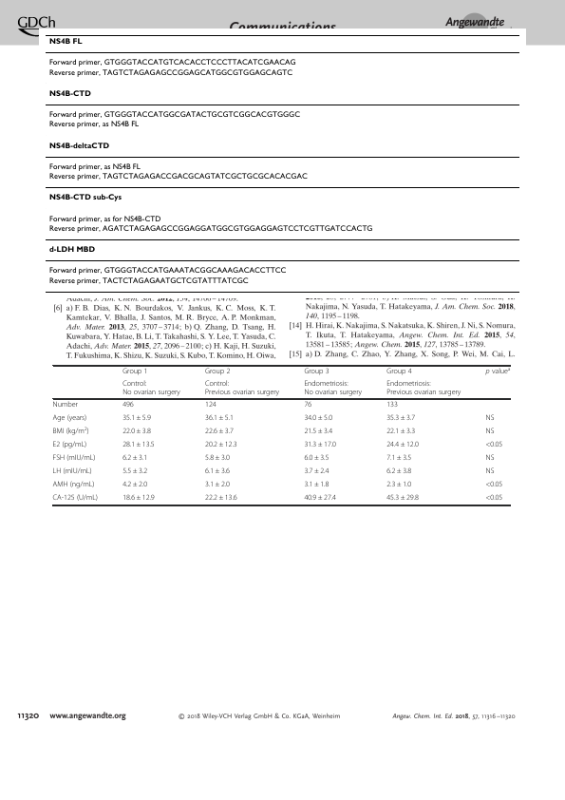 GDCh
Communications
Angewandte
NS4B FL
Forward primer, GTGGGTACCATGTCACACCTCCCTTACATCGAACAG
Reverse primer, TAGTCTAGAGAGCCGGAGCATGGCGTGGAGCAGTC
NS4B-CTD
Forward primer, GTGGGTACCATGGCGATACTGCGTCGGCACGTGGGC
Reverse primer, as NS4B FL
NS4B-deltaCTD
Forward primer, as NS4B FL
Reverse primer, TAGTCTAGAGACCGACGCAGTATCGCTGCGCACACGAC
NS4B-CTD sub-Cys
Forward primer, as for NS4B-CTD
Reverse primer, AGATCTAGAGAGCCGGAGGATGGCGTGGAGGAGTCCTCGTTGATCCACTG
d-LDH MBD
Forward primer, GTGGGTACCATGAAATACGGCAAAGACACCTTCC
Reverse primer, TACTCTAGAGAATGCTCGTATTTATCGC
Adachi, J. Am. Chem. Soc. 2012, 134, 14706–14709.
[6] a) F. B. Dias, K. N. Bourdakos, V. Jankus, K. C. Moss, K. T.
Kamtekar, V. Bhalla, J. Santos, M. R. Bryce, A. P. Monkman,
Adv. Mater. 2013, 25, 3707–3714; b) Q. Zhang, D. Tsang, H.
Kuwabara, Y. Hatae, B. Li, T. Takahashi, S. Y. Lee, T. Yasuda, C.
Adachi, Adv. Mater. 2015, 27, 2096–2100; c) H. Kaji, H. Suzuki,
T. Fukushima, K. Shizu, K. Suzuki, S. Kubo, T. Komino, H. Oiwa,
Nakajima, N. Yasuda, T. Hatakeyama, J. Am. Chem. Soc. 2018,
140, 1195–1198.
[14] H. Hirai, K. Nakajima, S. Nakatsuka, K. Shiren, J. Ni, S. Nomura,
T. Ikuta, T. Hatakeyama, Angew. Chem. Int. Ed. 2015, 54,
13581–13585; Angew. Chem. 2015, 127, 13785–13789.
[15] a) D. Zhang, C. Zhao, Y. Zhang, X. Song, P. Wei, M. Cai, L.
Group 1 Group 2 Group 3 Group 4 p valueª
Control: Control: Endometriosis: Endometriosis:
No ovarian surgery Previous ovarian surgery No ovarian surgery Previous ovarian surgery
Number 496 124 76 133
Age (years) 35.1 ± 5.9 36.1 ± 5.1 34.0 ± 5.0 35.3 ± 3.7 NS
BMI (kg/m²) 22.0 ± 3.8 22.6 ± 3.7 21.5 ± 3.4 22.1 ± 3.3 NS
E2 (pg/mL) 28.1 ± 13.5 20.2 ± 12.3 31.3 ± 17.0 24.4 ± 12.0 <0.05
FSH (mIU/mL) 6.2 ± 3.1 5.8 ± 3.0 6.0 ± 3.5 7.1 ± 3.5 NS
LH (mIU/mL) 5.5 ± 3.2 6.1 ± 3.6 3.7 ± 2.4 6.2 ± 3.8 NS
AMH (ng/mL) 4.2 ± 2.0 3.1 ± 2.0 3.1 ± 1.8 2.3 ± 1.0 <0.05
CA-125 (U/mL) 18.6 ± 12.9 22.2 ± 13.6 40.9 ± 27.4 45.3 ± 29.8 <0.05
11320 www.angewandte.org © 2018 Wiley-VCH Verlag GmbH & Co. KGaA, Weinheim Angew. Chem. Int. Ed. 2018, 57, 11316–11320